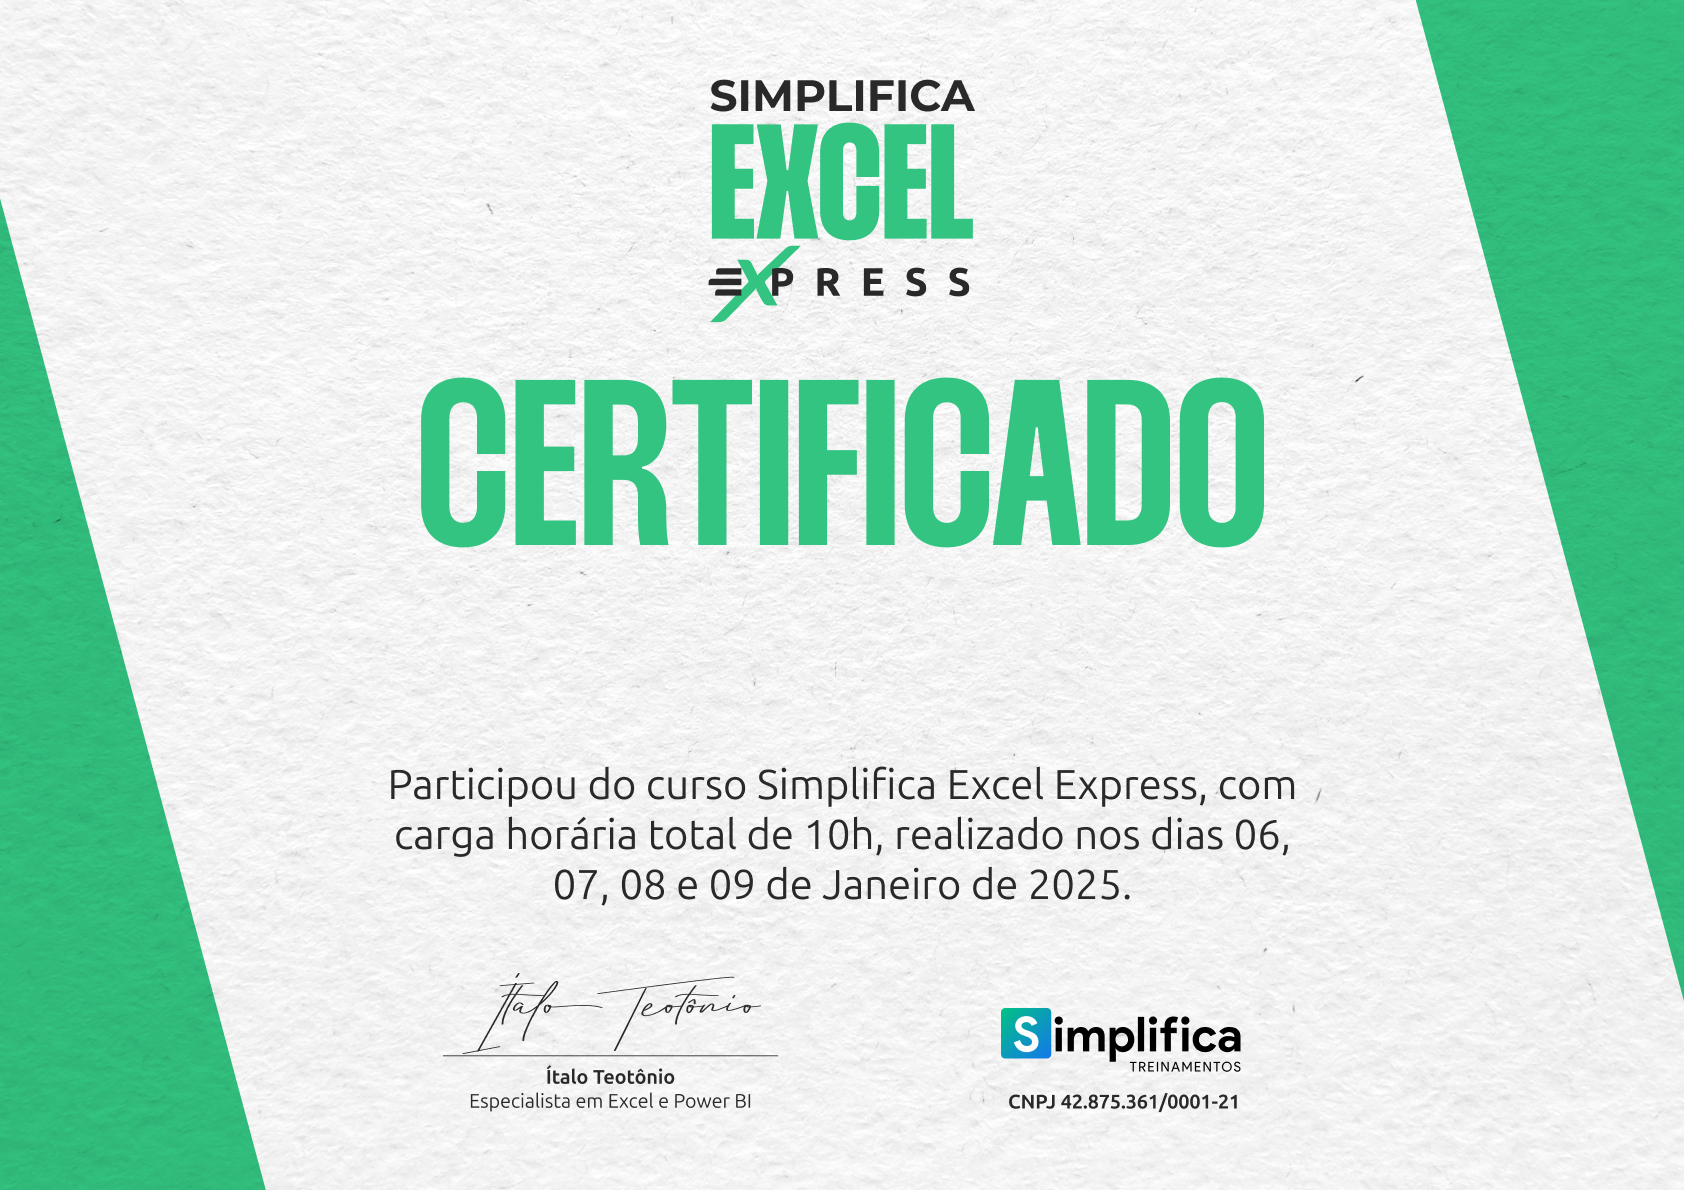 SIMPLIFICA
EXCEL
EXPRESS
CERTIFICADO
Participou do curso Simplifica Excel Express, com
carga horária total de 10h, realizado nos dias 06,
07, 08 e 09 de Janeiro de 2025.
Ítalo Teotônio
Ítalo Teotônio
Especialista em Excel e Power BI
Simplifica
TREINAMENTOS
CNPJ 42.875.361/0001-21